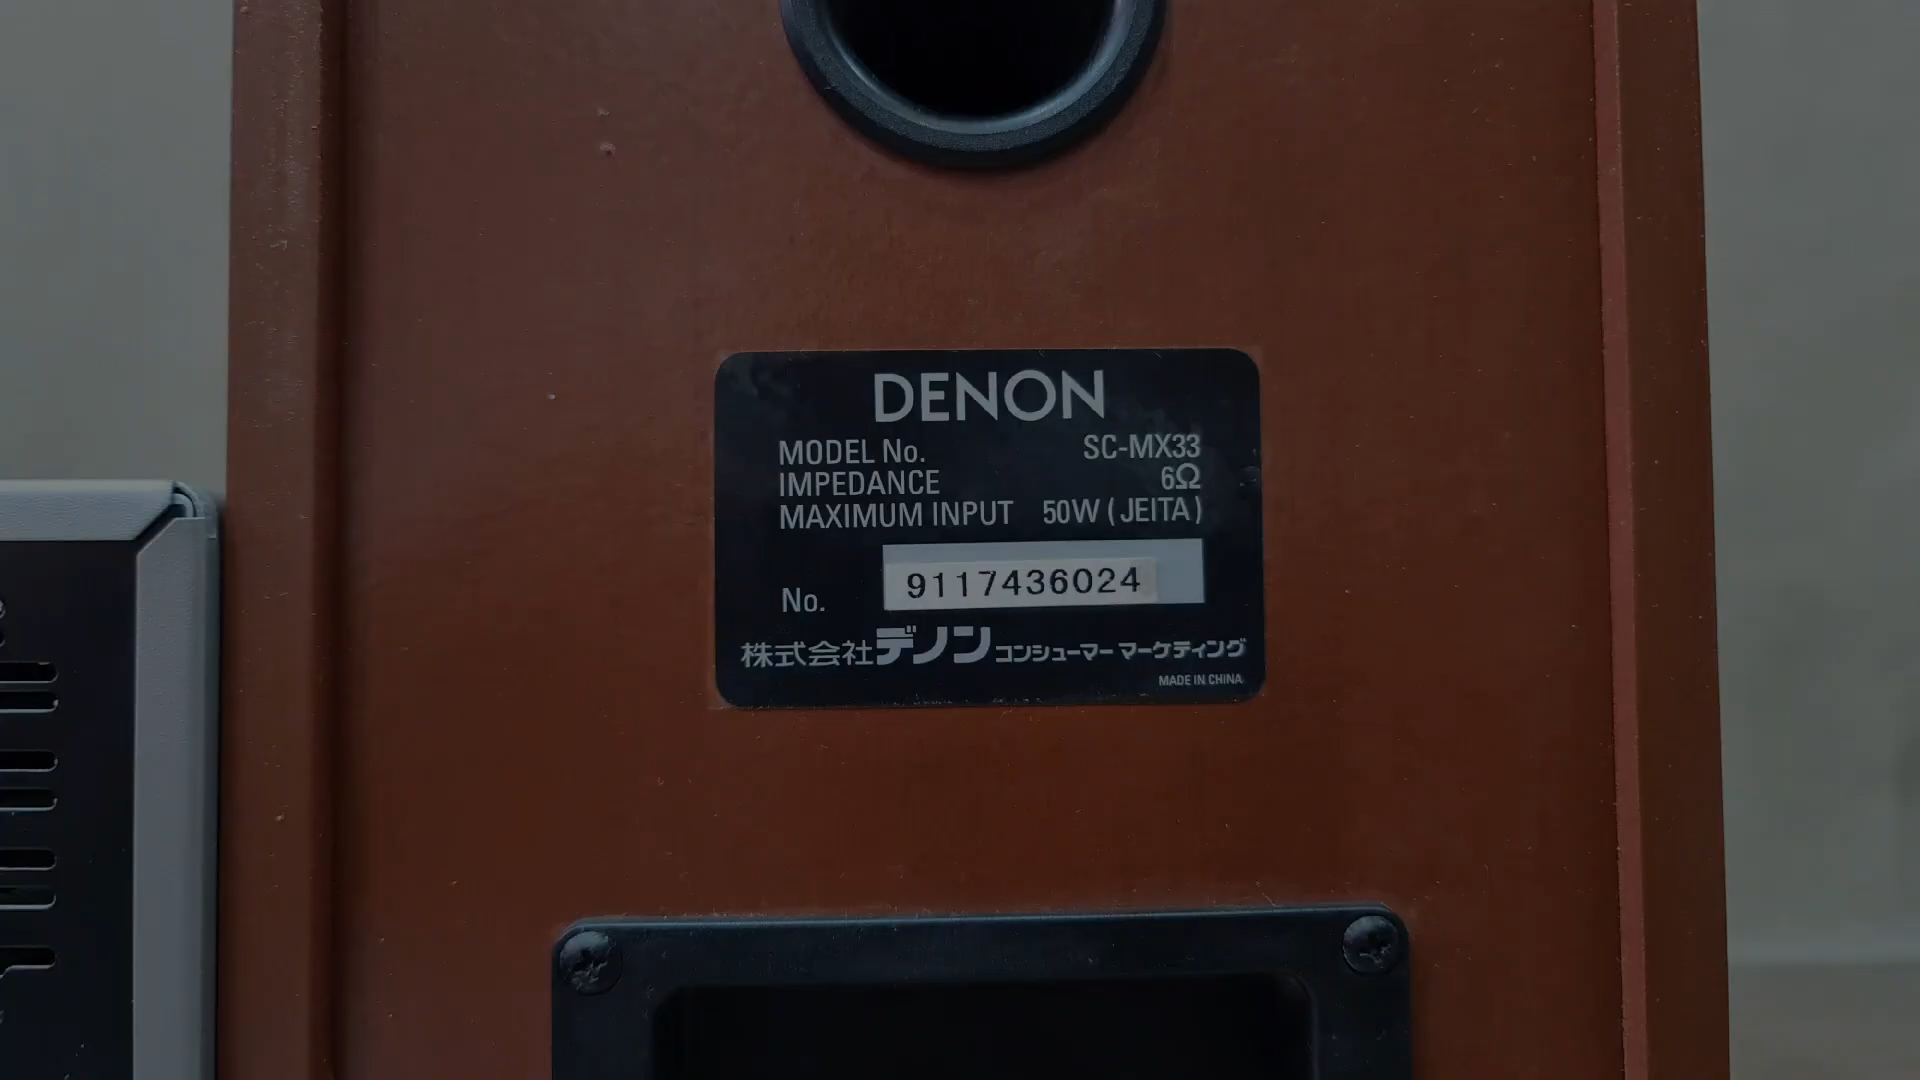 DENON
MODEL No. SC-MX33
IMPEDANCE 6Ω
MAXIMUM INPUT 50W (JEITA)
No. 9117436024
株式会社デノン コンシューマー マーケティング
MADE IN CHINA